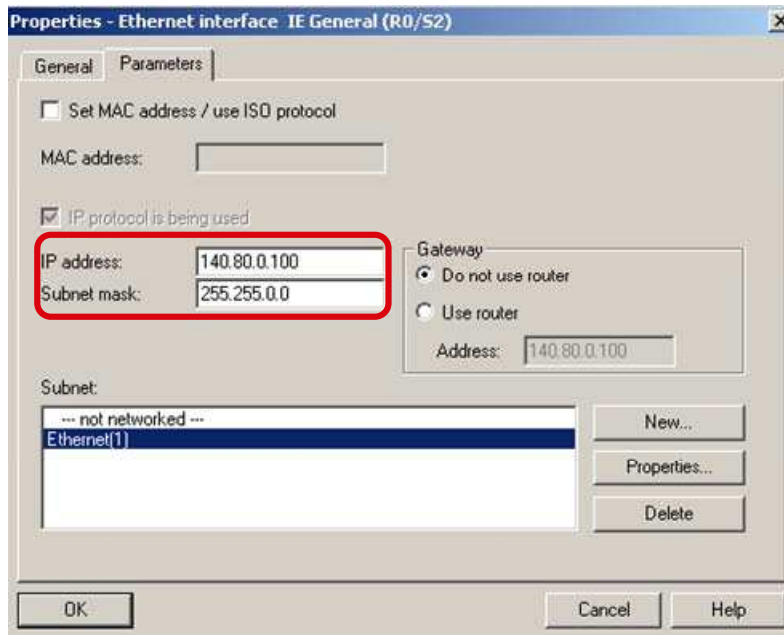 Properties - Ethernet interface IE General (R0/S2)
General Parameters
Set MAC address / use ISO protocol
MAC address:
IP protocol is being used
IP address: 140.80.0.100
Subnet mask: 255.255.0.0
Gateway
Do not use router
Use router
Address: 140.80.0.100
Subnet:
--- not networked ---
Ethernet(1)
New...
Properties...
Delete
OK Cancel Help